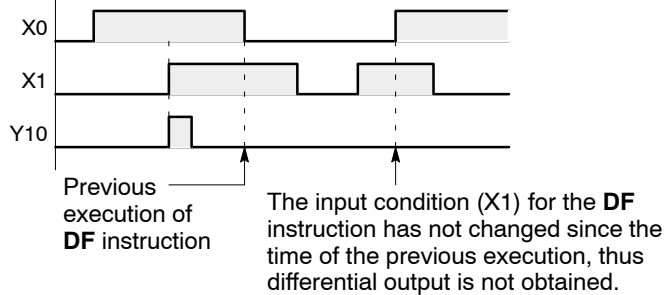 X0
X1
Y10
Previous
execution of
DF instruction
The input condition (X1) for the DF
instruction has not changed since the
time of the previous execution, thus
differential output is not obtained.